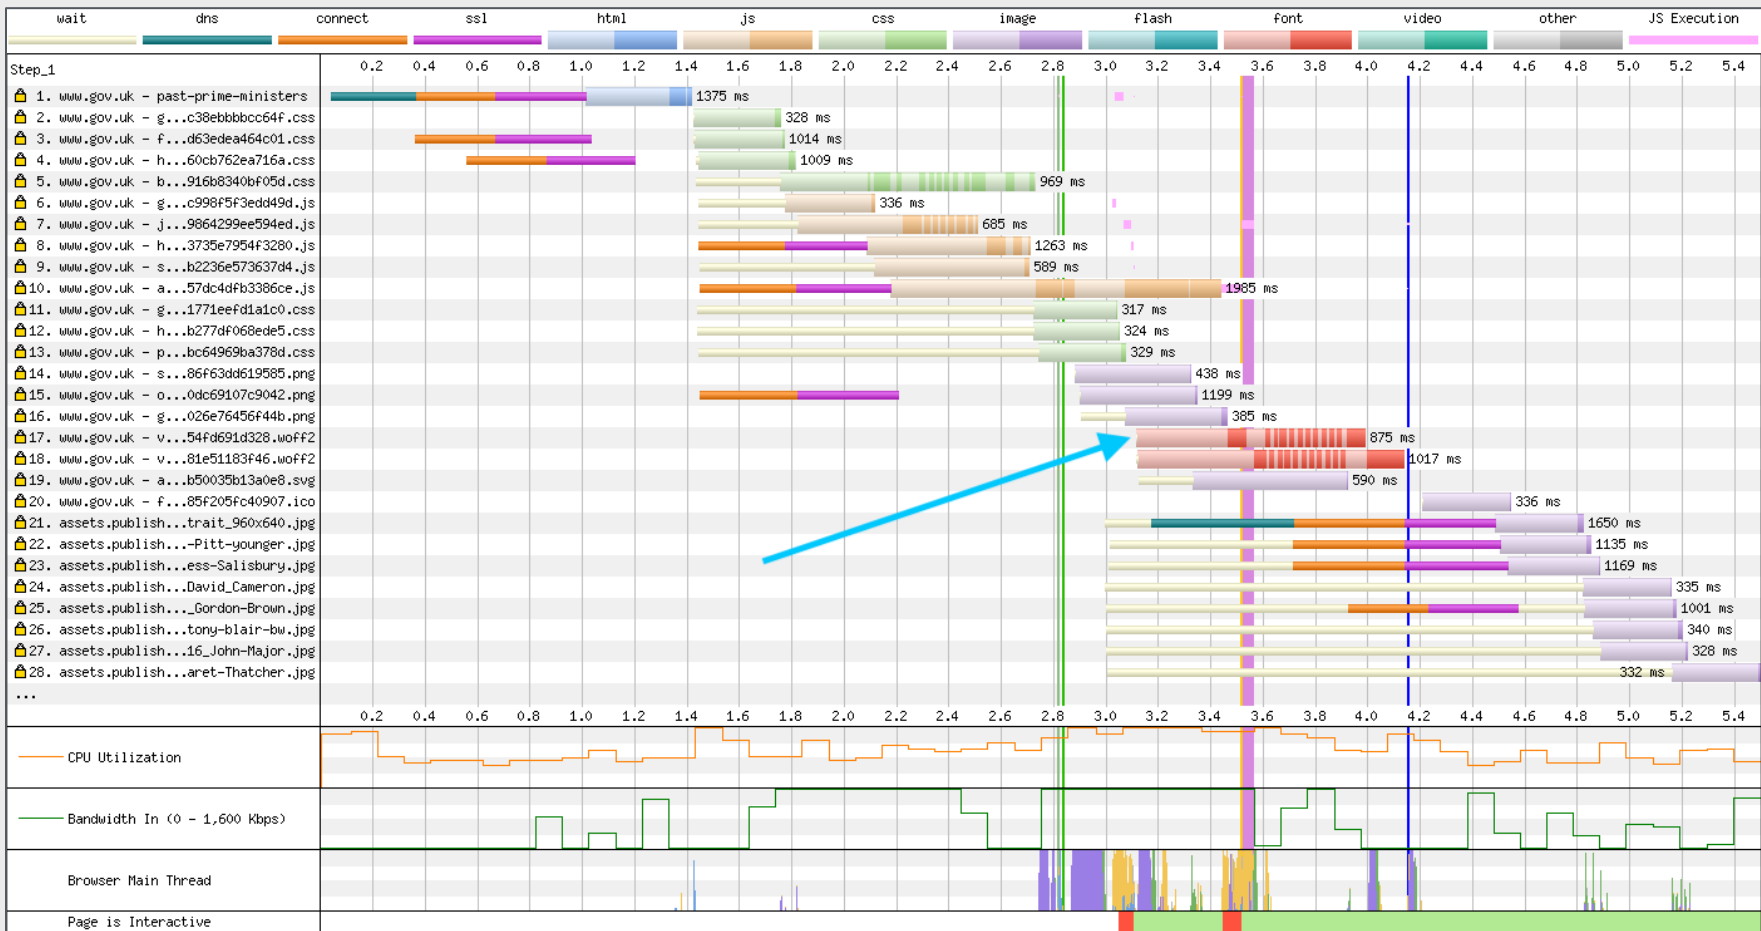 wait dns connect ssl html js css image flash font video other JS Execution
Step_1 0.2 0.4 0.6 0.8 1.0 1.2 1.4 1.6 1.8 2.0 2.2 2.4 2.6 2.8 3.0 3.2 3.4 3.6 3.8 4.0 4.2 4.4 4.6 4.8 5.0 5.2 5.4
1. www.gov.uk - past-prime-ministers 1375 ms
2. www.gov.uk - g...c38ebbbbcc64f.css 328 ms
3. www.gov.uk - f...d63edea464c01.css 1014 ms
4. www.gov.uk - h...60cb762ea716a.css 1009 ms
5. www.gov.uk - b...916b8340bf05d.css 969 ms
6. www.gov.uk - g...c998f5f3edd49d.js 336 ms
7. www.gov.uk - j...9864299ee594ed.js 685 ms
8. www.gov.uk - h...3735e7954f3280.js 1263 ms
9. www.gov.uk - s...b2236e573637d4.js 589 ms
10. www.gov.uk - a...57dc4dfb3386ce.js 1985 ms
11. www.gov.uk - g...1771eefd1a1c0.css 317 ms
12. www.gov.uk - h...b277df068ede5.css 324 ms
13. www.gov.uk - p...bc64969ba378d.css 329 ms
14. www.gov.uk - s...86f63dd619585.png 438 ms
15. www.gov.uk - o...0dc69107c9042.png 1199 ms
16. www.gov.uk - g...026e76456f44b.png 385 ms
17. www.gov.uk - v...54fd691d328.woff2 875 ms
18. www.gov.uk - v...81e51183f46.woff2 1017 ms
19. www.gov.uk - a...b50035b13a0e8.svg 590 ms
20. www.gov.uk - f...85f205fc40907.ico 336 ms
21. assets.publish...trait_960x640.jpg 1650 ms
22. assets.publish...-Pitt-younger.jpg 1135 ms
23. assets.publish...ess-Salisbury.jpg 1169 ms
24. assets.publish...David_Cameron.jpg 335 ms
25. assets.publish..._Gordon-Brown.jpg 1001 ms
26. assets.publish...tony-blair-bw.jpg 340 ms
27. assets.publish...16_John-Major.jpg 328 ms
28. assets.publish...aret-Thatcher.jpg 332 ms
...
0.2 0.4 0.6 0.8 1.0 1.2 1.4 1.6 1.8 2.0 2.2 2.4 2.6 2.8 3.0 3.2 3.4 3.6 3.8 4.0 4.2 4.4 4.6 4.8 5.0 5.2 5.4
CPU Utilization
Bandwidth In (0 - 1,600 Kbps)
Browser Main Thread
Page is Interactive